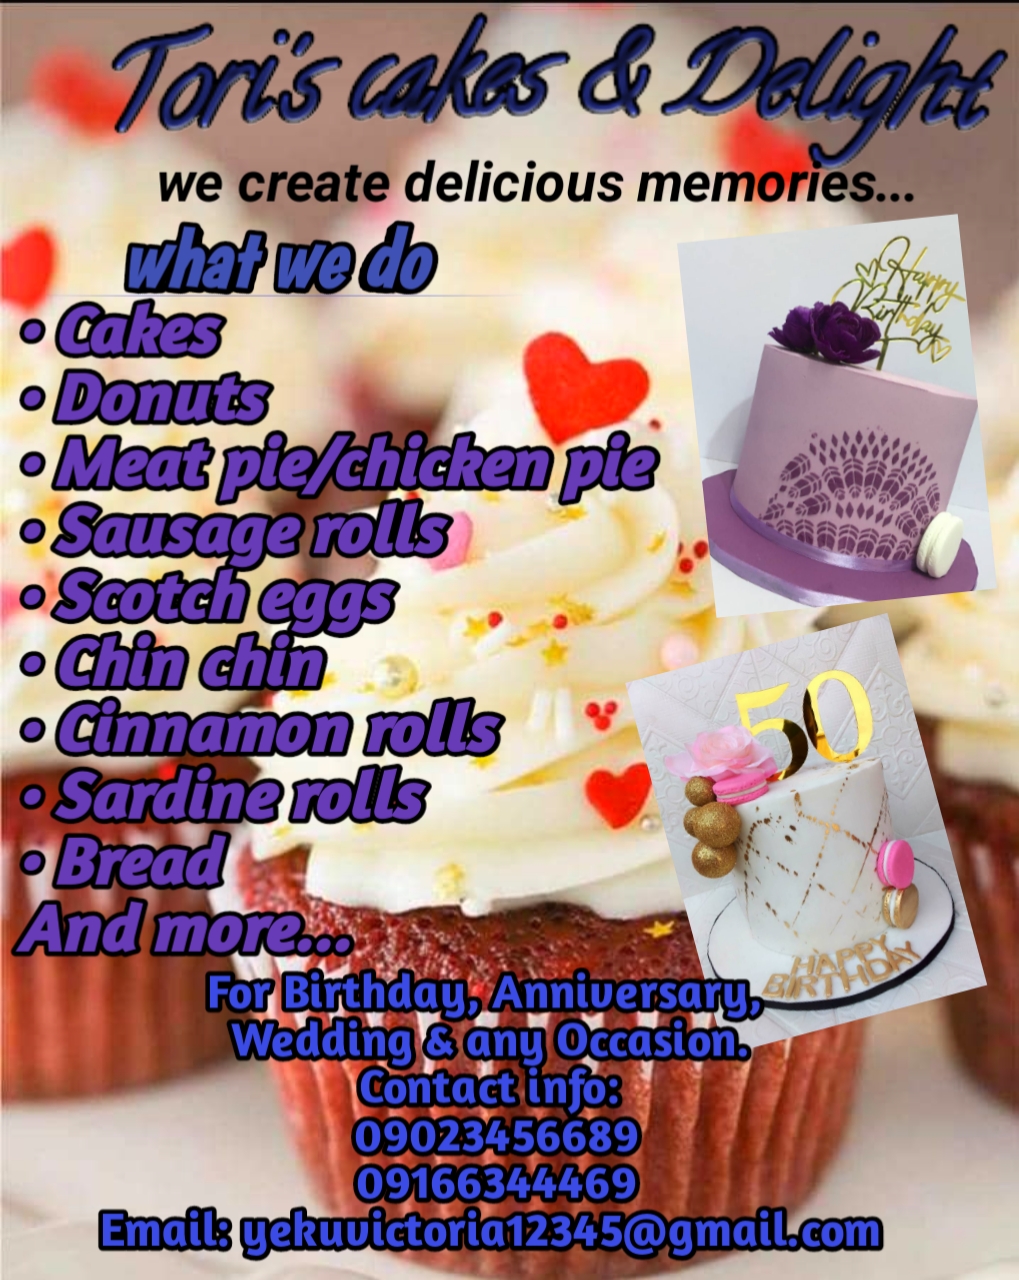 Tori's cakes & Delight
we create delicious memories...
what we do
• Cakes
• Donuts
• Meat pie/chicken pie
• Sausage rolls
• Scotch eggs
• Chin chin
• Cinnamon rolls
• Sardine rolls
• Bread
And more...
Happy
Birthday
50
HAPPY
BIRTHDAY
For Birthday, Anniversary,
Wedding & any Occasion.
Contact info:
09023456689
09166344469
Email: yekuvictoria12345@gmail.com